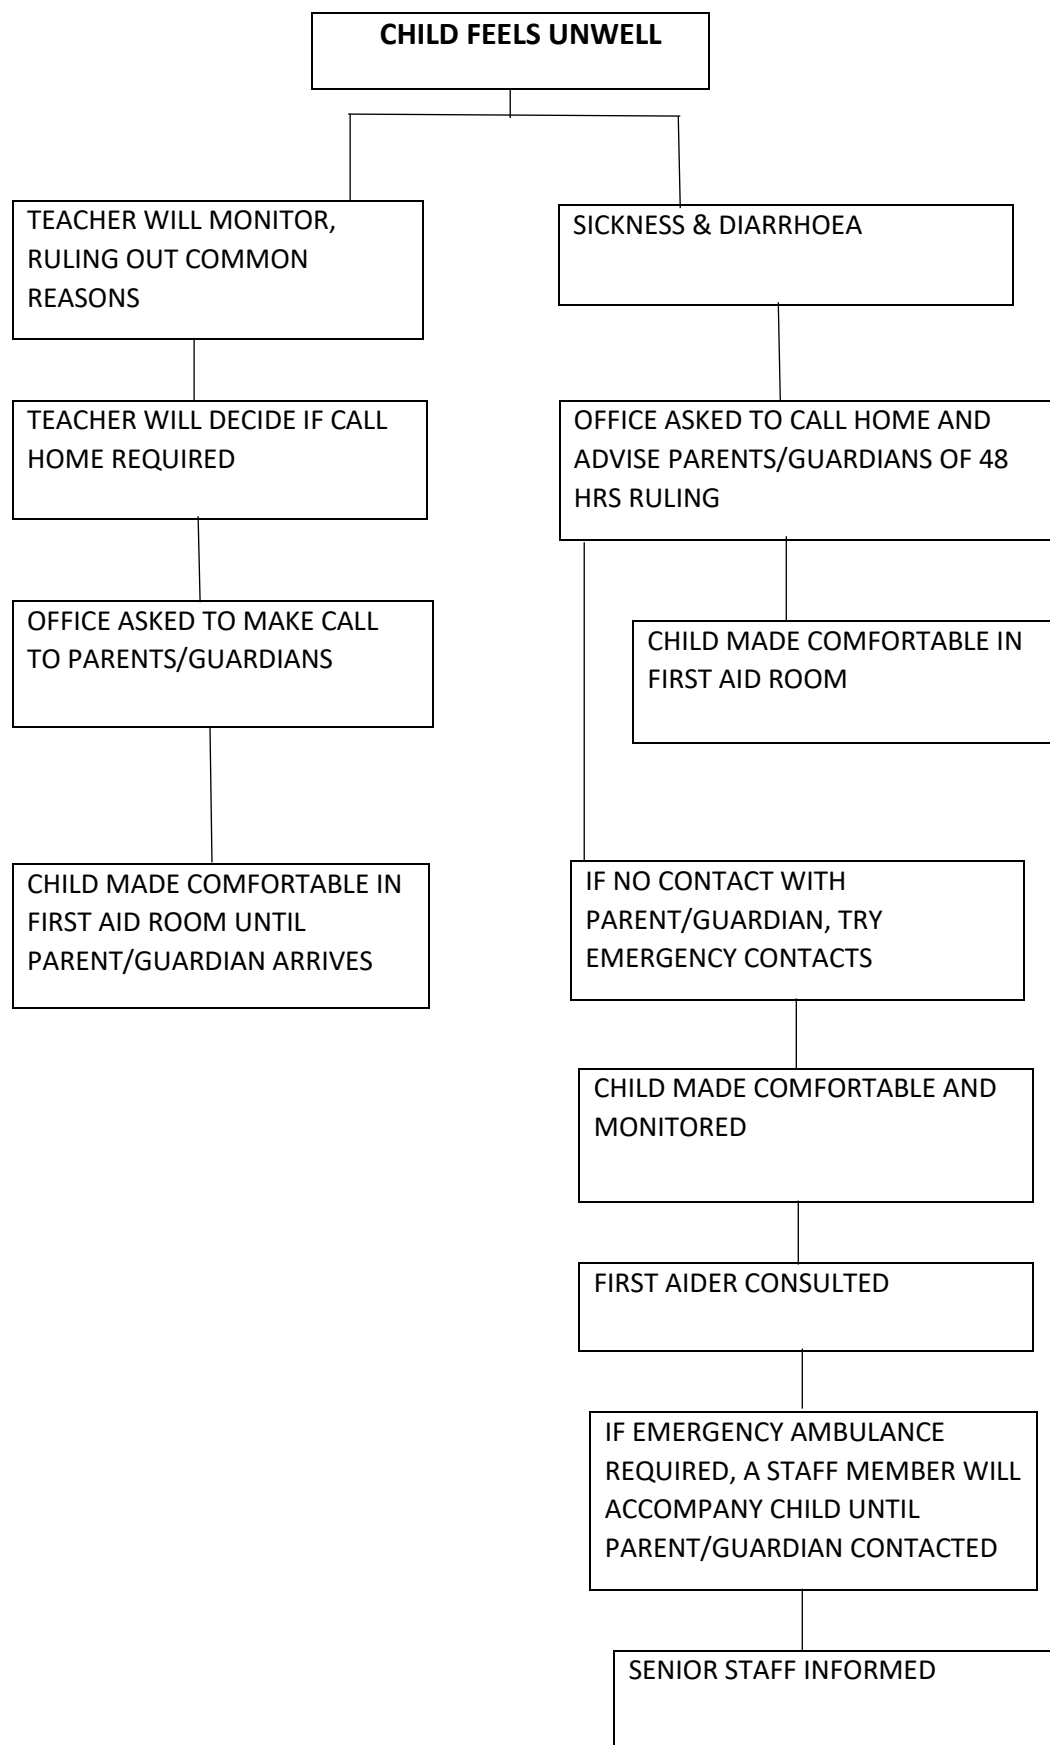 CHILD FEELS UNWELL
TEACHER WILL MONITOR,
RULING OUT COMMON
REASONS
TEACHER WILL DECIDE IF CALL
HOME REQUIRED
OFFICE ASKED TO MAKE CALL
TO PARENTS/GUARDIANS
CHILD MADE COMFORTABLE IN
FIRST AID ROOM UNTIL
PARENT/GUARDIAN ARRIVES
SICKNESS & DIARRHOEA
OFFICE ASKED TO CALL HOME AND
ADVISE PARENTS/GUARDIANS OF 48
HRS RULING
CHILD MADE COMFORTABLE IN
FIRST AID ROOM
IF NO CONTACT WITH
PARENT/GUARDIAN, TRY
EMERGENCY CONTACTS
CHILD MADE COMFORTABLE AND
MONITORED
FIRST AIDER CONSULTED
IF EMERGENCY AMBULANCE
REQUIRED, A STAFF MEMBER WILL
ACCOMPANY CHILD UNTIL
PARENT/GUARDIAN CONTACTED
SENIOR STAFF INFORMED